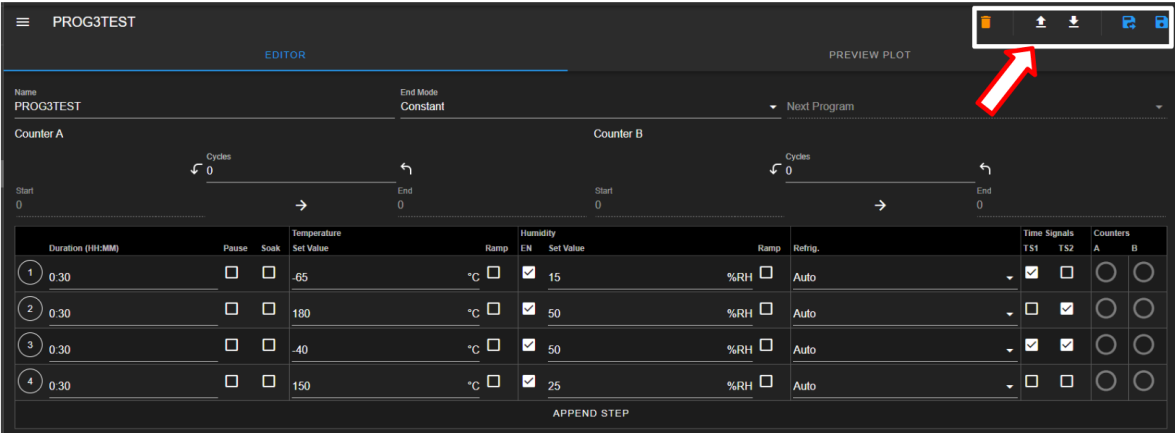 PROG3TEST
EDITOR PREVIEW PLOT
Name End Mode
PROG3TEST Constant Next Program
Counter A Counter B
Cycles Cycles
0 0
Start End Start End
0 0 0 0
Temperature Humidity Time Signals Counters
Duration (HH:MM) Pause Soak Set Value Ramp EN Set Value Ramp Refrig. TS1 TS2 A B
1 0:30 -65 °C 15 %RH Auto
2 0:30 180 °C 50 %RH Auto
3 0:30 -40 °C 50 %RH Auto
4 0:30 150 °C 25 %RH Auto
APPEND STEP